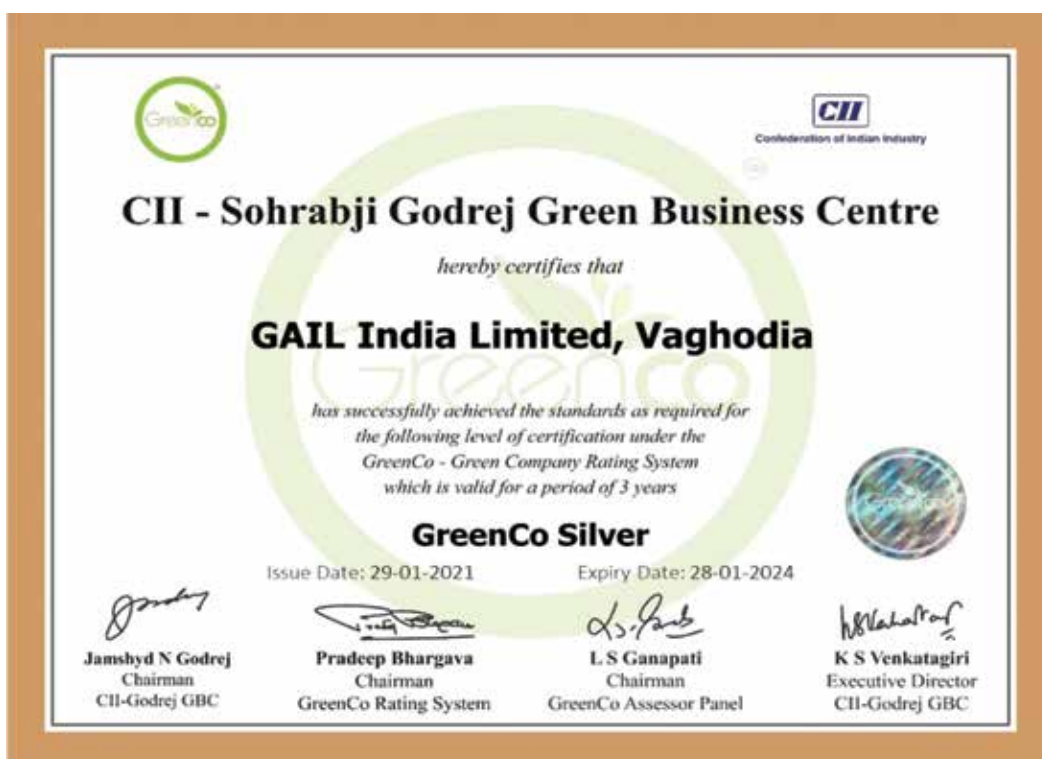 Greenco
CII
Confederation of Indian Industry
CII - Sohrabji Godrej Green Business Centre
hereby certifies that
GAIL India Limited, Vaghodia
Greenco
has successfully achieved the standards as required for
the following level of certification under the
GreenCo - Green Company Rating System
which is valid for a period of 3 years
GreenCo Silver
Issue Date: 29-01-2021 Expiry Date: 28-01-2024
Jamshyd N Godrej
Chairman
CII-Godrej GBC
Pradeep Bhargava
Chairman
GreenCo Rating System
L S Ganapati
Chairman
GreenCo Assessor Panel
K S Venkatagiri
Executive Director
CII-Godrej GBC